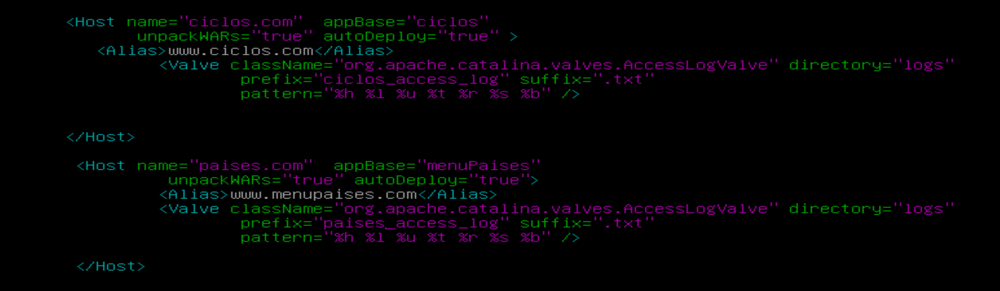 <Host name="ciclos.com"  appBase="ciclos"
unpackWARs="true" autoDeploy="true" >
<Alias>www.ciclos.com</Alias>
<Valve className="org.apache.catalina.valves.AccessLogValve" directory="logs"
prefix="ciclos_access_log" suffix=".txt"
pattern="%h %l %u %t %r %s %b" />
</Host>
<Host name="paises.com"  appBase="menuPaises"
unpackWARs="true" autoDeploy="true">
<Alias>www.menupaises.com</Alias>
<Valve className="org.apache.catalina.valves.AccessLogValve" directory="logs"
prefix="paises_access_log" suffix=".txt"
pattern="%h %l %u %t %r %s %b" />
</Host>